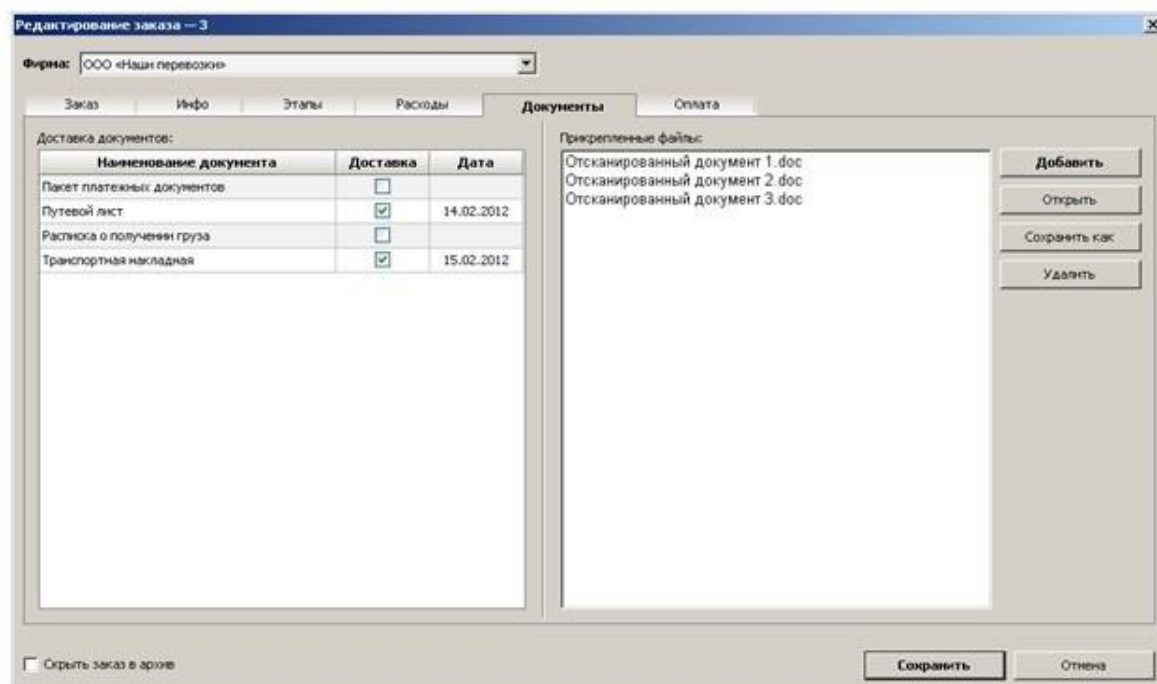 Редактирование заказа — 3
Фирма: ООО «Наши перевозки»
Заказ Инфо Этапы Расходы Документы Оплата
Доставка документов:
Наименование документа Доставка Дата
Пакет платежных документов
Путевой лист 14.02.2012
Расписка о получении груза
Транспортная накладная 15.02.2012
Прикрепленные файлы:
Отсканированный документ 1.doc
Отсканированный документ 2.doc
Отсканированный документ 3.doc
Добавить
Открыть
Сохранить как
Удалить
Скрыть заказ в архив
Сохранить Отмена